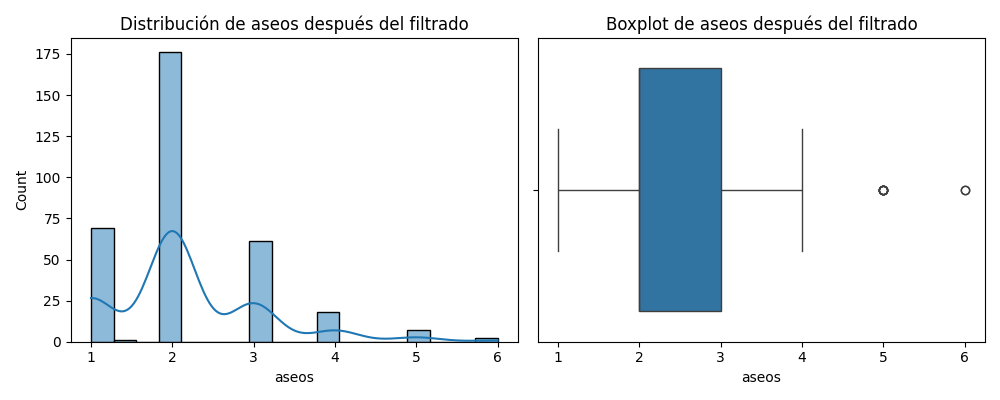 Distribución de aseos después del filtrado
175
150
125
100
75
50
25
0
Count
1 2 3 4 5 6
aseos
Boxplot de aseos después del filtrado
1 2 3 4 5 6
aseos